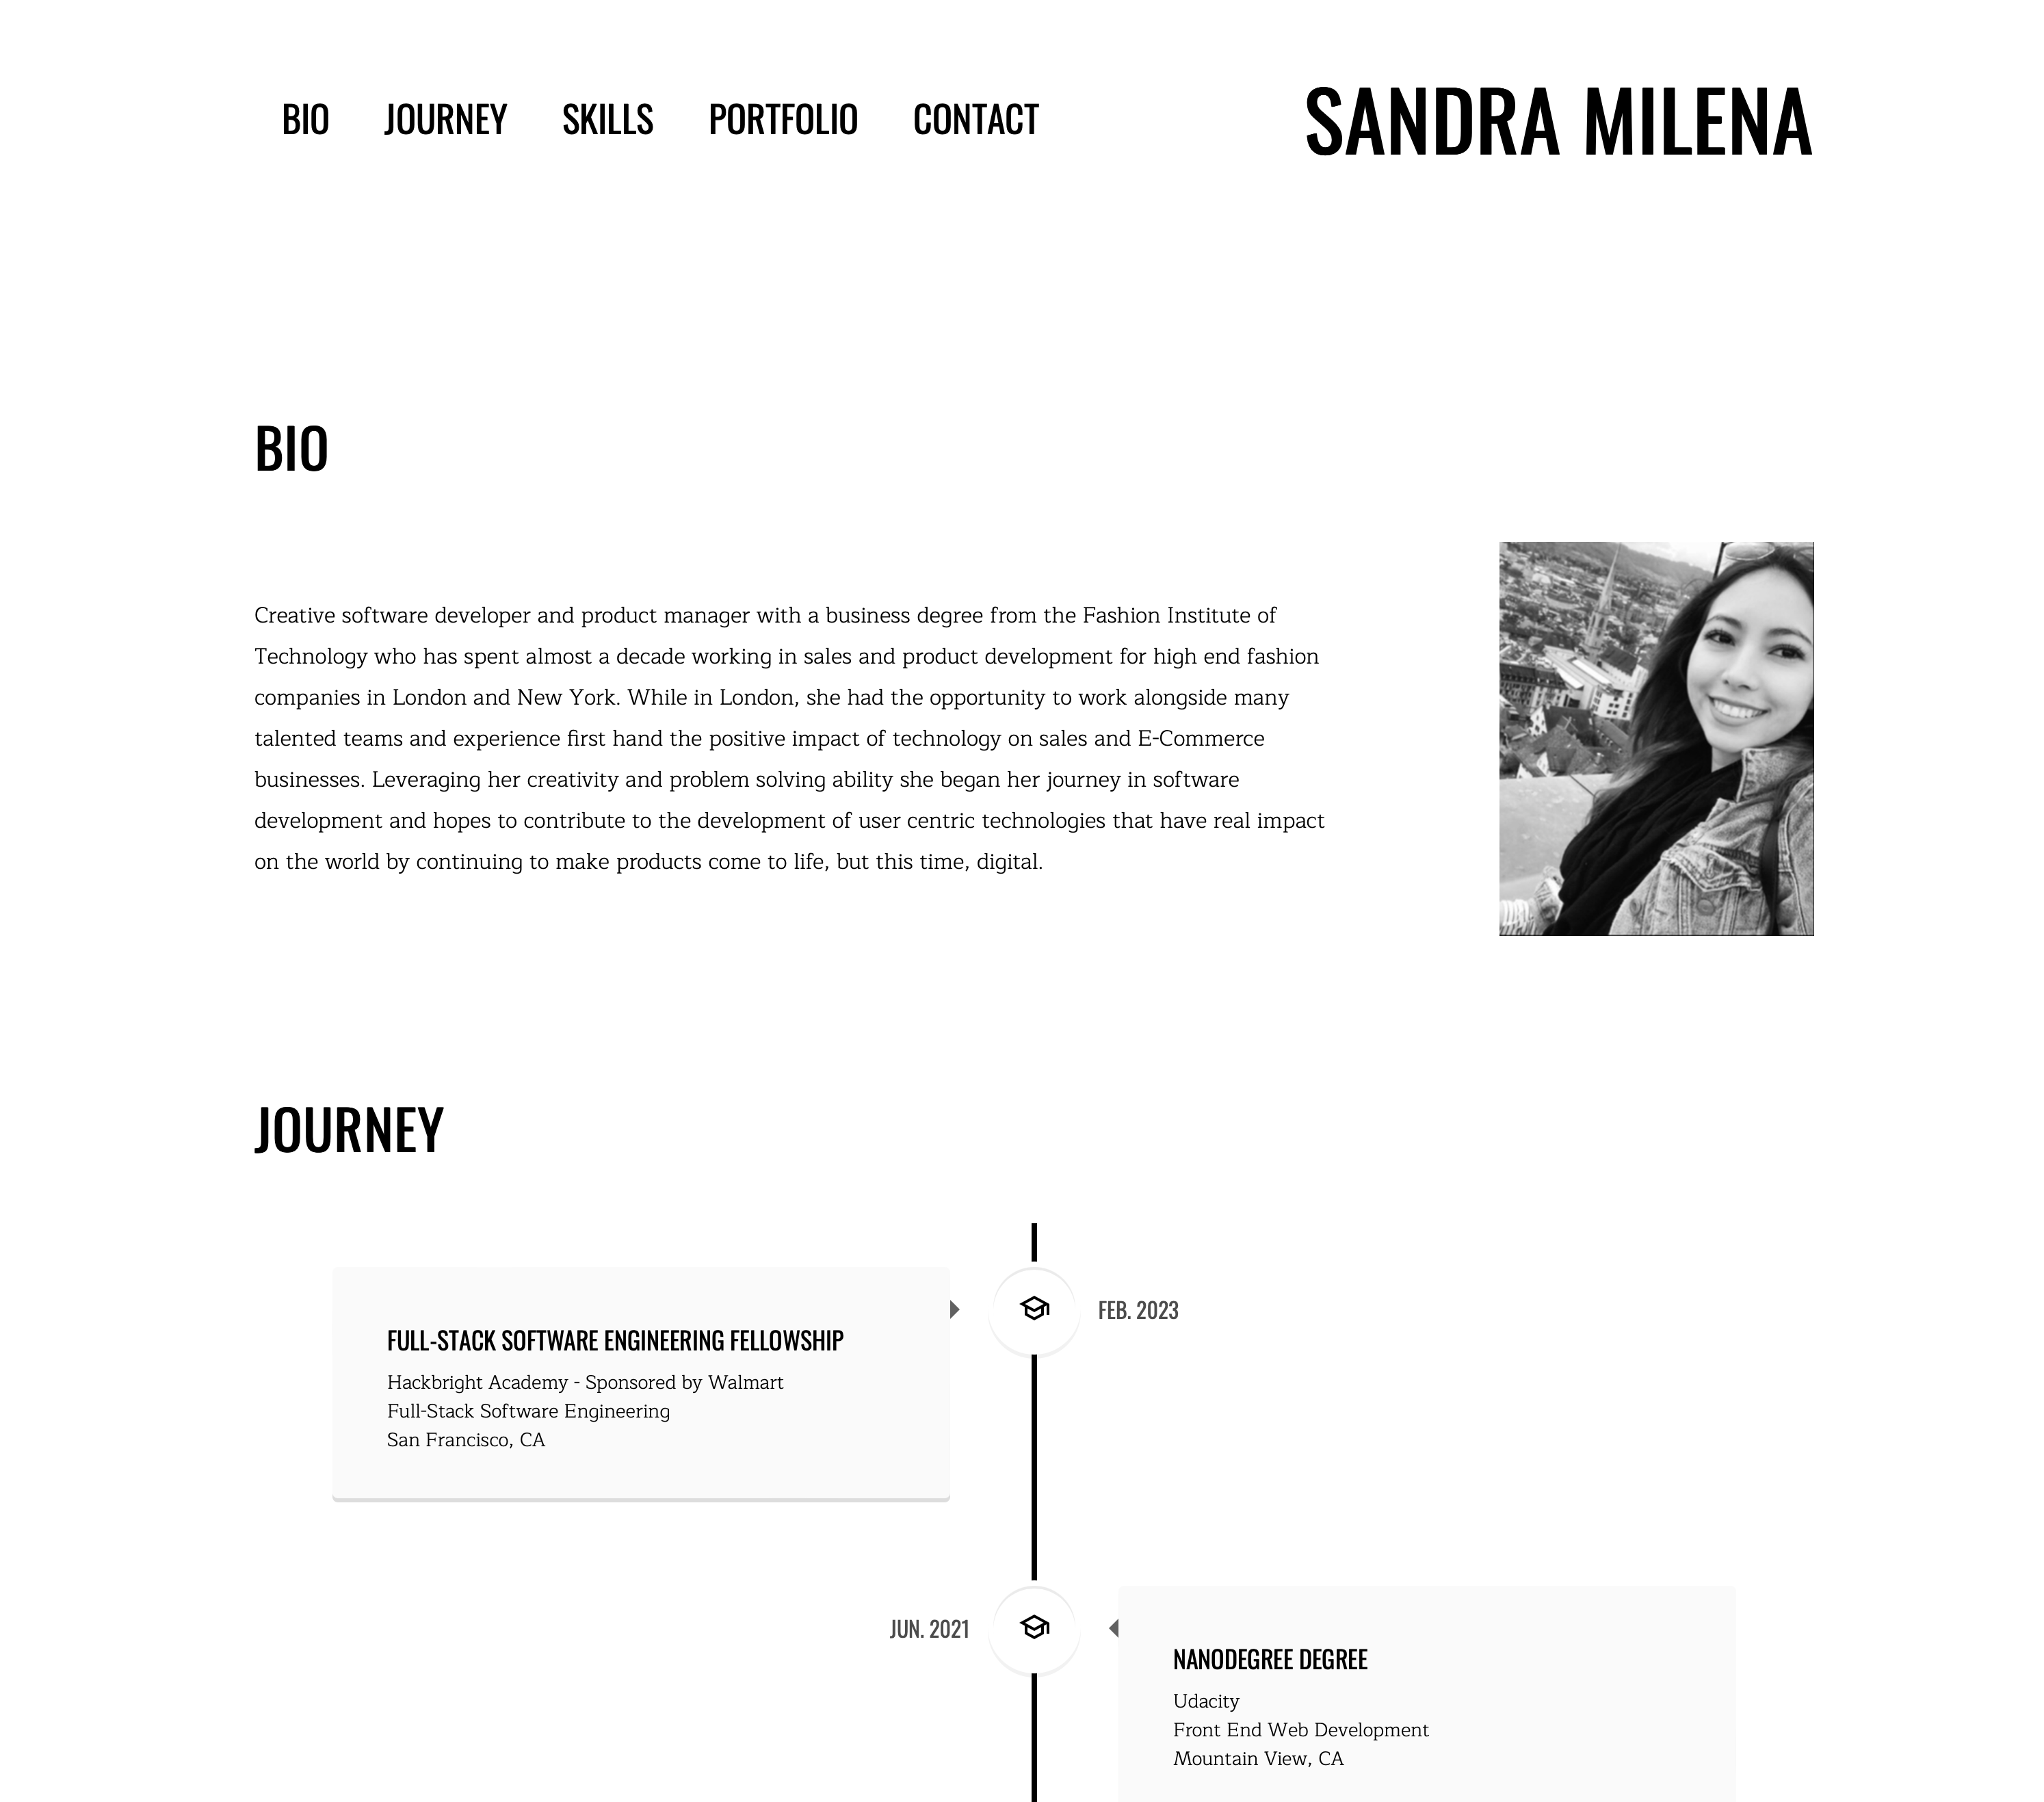 BIO JOURNEY SKILLS PORTFOLIO CONTACT SANDRA MILENA
BIO
Creative software developer and product manager with a business degree from the Fashion Institute of
Technology who has spent almost a decade working in sales and product development for high end fashion
companies in London and New York. While in London, she had the opportunity to work alongside many
talented teams and experience first hand the positive impact of technology on sales and E-Commerce
businesses. Leveraging her creativity and problem solving ability she began her journey in software
development and hopes to contribute to the development of user centric technologies that have real impact
on the world by continuing to make products come to life, but this time, digital.
JOURNEY
FEB. 2023
FULL-STACK SOFTWARE ENGINEERING FELLOWSHIP
Hackbright Academy - Sponsored by Walmart
Full-Stack Software Engineering
San Francisco, CA
JUN. 2021
NANODEGREE DEGREE
Udacity
Front End Web Development
Mountain View, CA